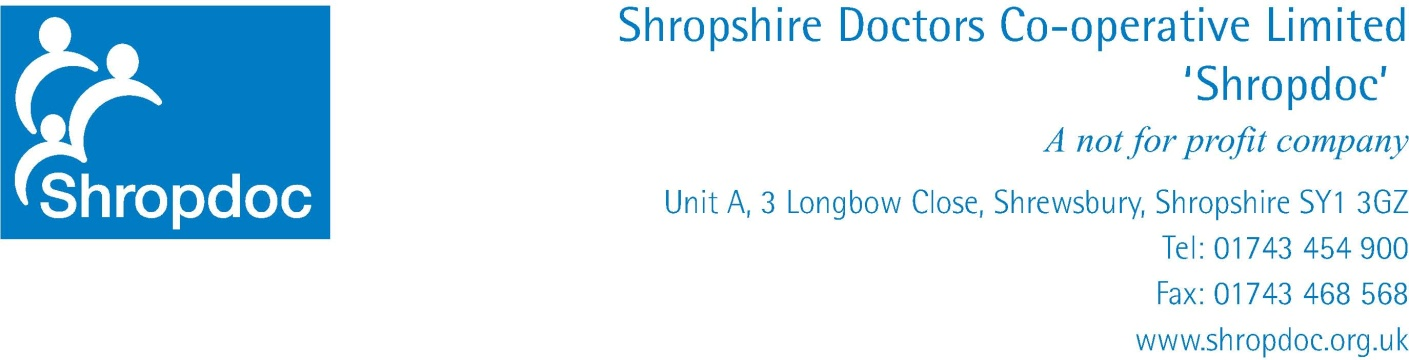 Shropdoc
Shropshire Doctors Co-operative Limited
‘Shropdoc’
A not for profit company
Unit A, 3 Longbow Close, Shrewsbury, Shropshire SY1 3GZ
Tel: 01743 454 900
Fax: 01743 468 568
www.shropdoc.org.uk